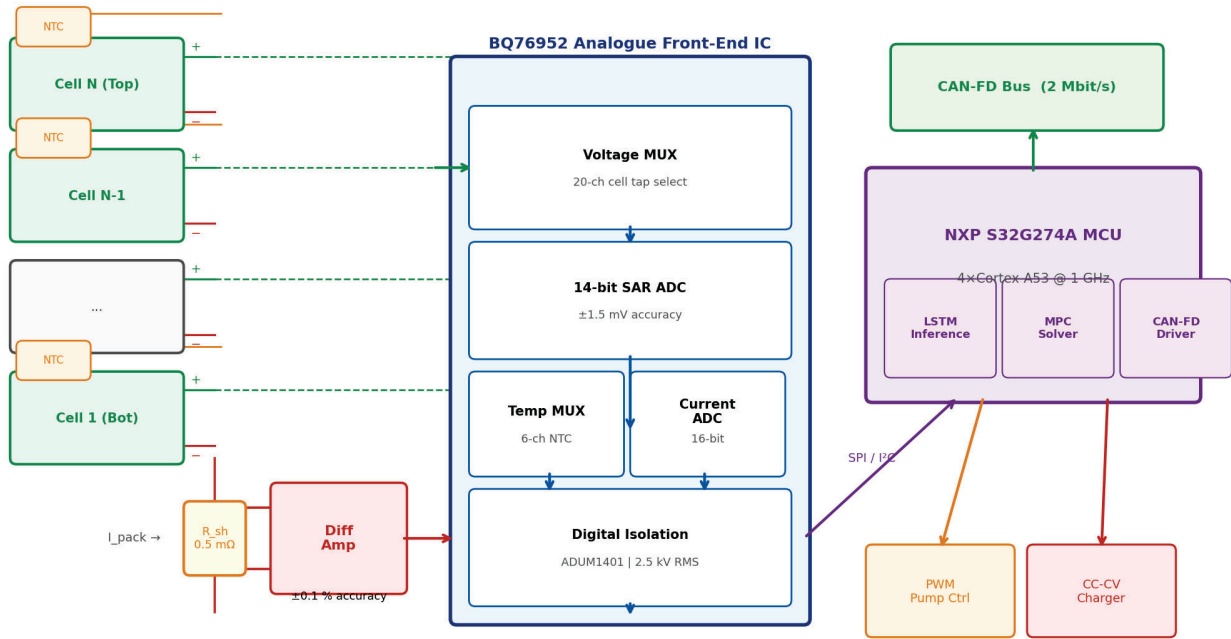 NTC
Cell N (Top)
+
−
NTC
Cell N-1
+
−
...
+
−
NTC
Cell 1 (Bot)
+
−
I_pack →
R_sh
0.5 mΩ
Diff
Amp
±0.1 % accuracy
BQ76952 Analogue Front-End IC
Voltage MUX
20-ch cell tap select
14-bit SAR ADC
±1.5 mV accuracy
Temp MUX
6-ch NTC
Current
ADC
16-bit
Digital Isolation
ADUM1401 | 2.5 kV RMS
SPI / I²C
CAN-FD Bus (2 Mbit/s)
NXP S32G274A MCU
4×Cortex A53 @ 1 GHz
LSTM
Inference
MPC
Solver
CAN-FD
Driver
PWM
Pump Ctrl
CC-CV
Charger